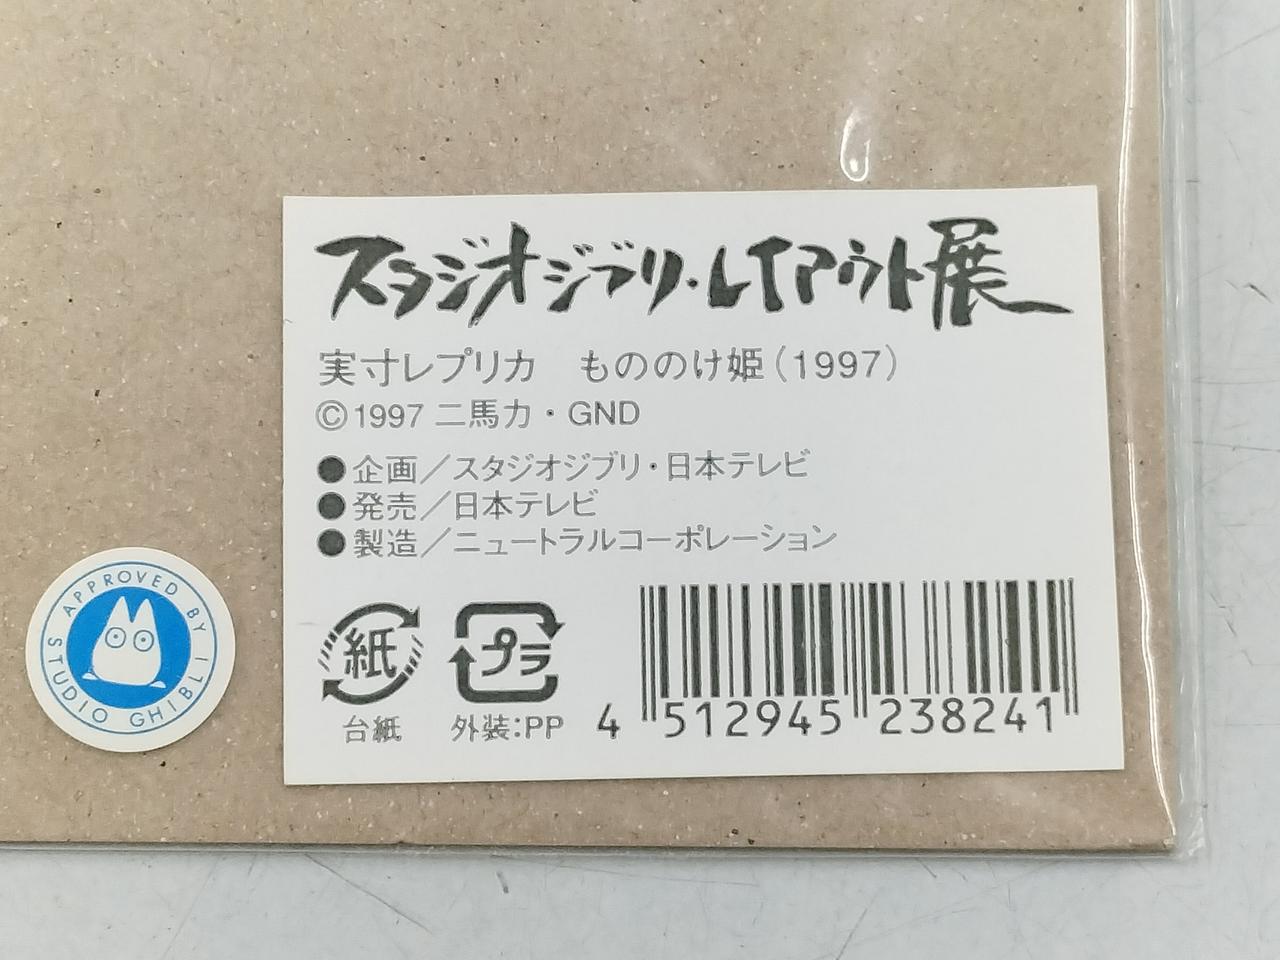 スタジオジブリ・レイアウト展
実寸レプリカ　もののけ姫（1997）
©1997 二馬力・GND
●企画／スタジオジブリ・日本テレビ
●発売／日本テレビ
●製造／ニュートラルコーポレーション
紙
台紙
プラ
外装：PP
4 512945 238241
APPROVED BY
STUDIO GHIBLI